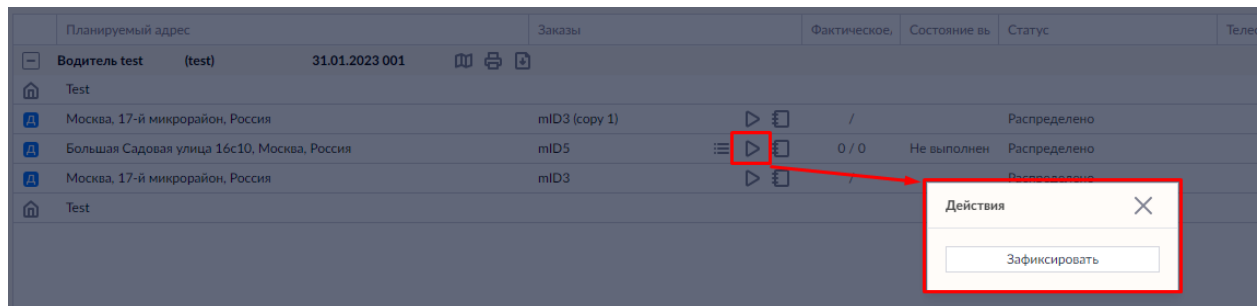 Планируемый адрес Заказы Фактическое, Состояние вь Статус Теле
Водитель test (test) 31.01.2023 001
Test
Д Москва, 17-й микрорайон, Россия mID3 (copy 1) / Распределено
Д Большая Садовая улица 16с10, Москва, Россия mID5 0 / 0 Не выполнен Распределено
Д Москва, 17-й микрорайон, Россия mID3 / Распределено
Test
Действия
Зафиксировать